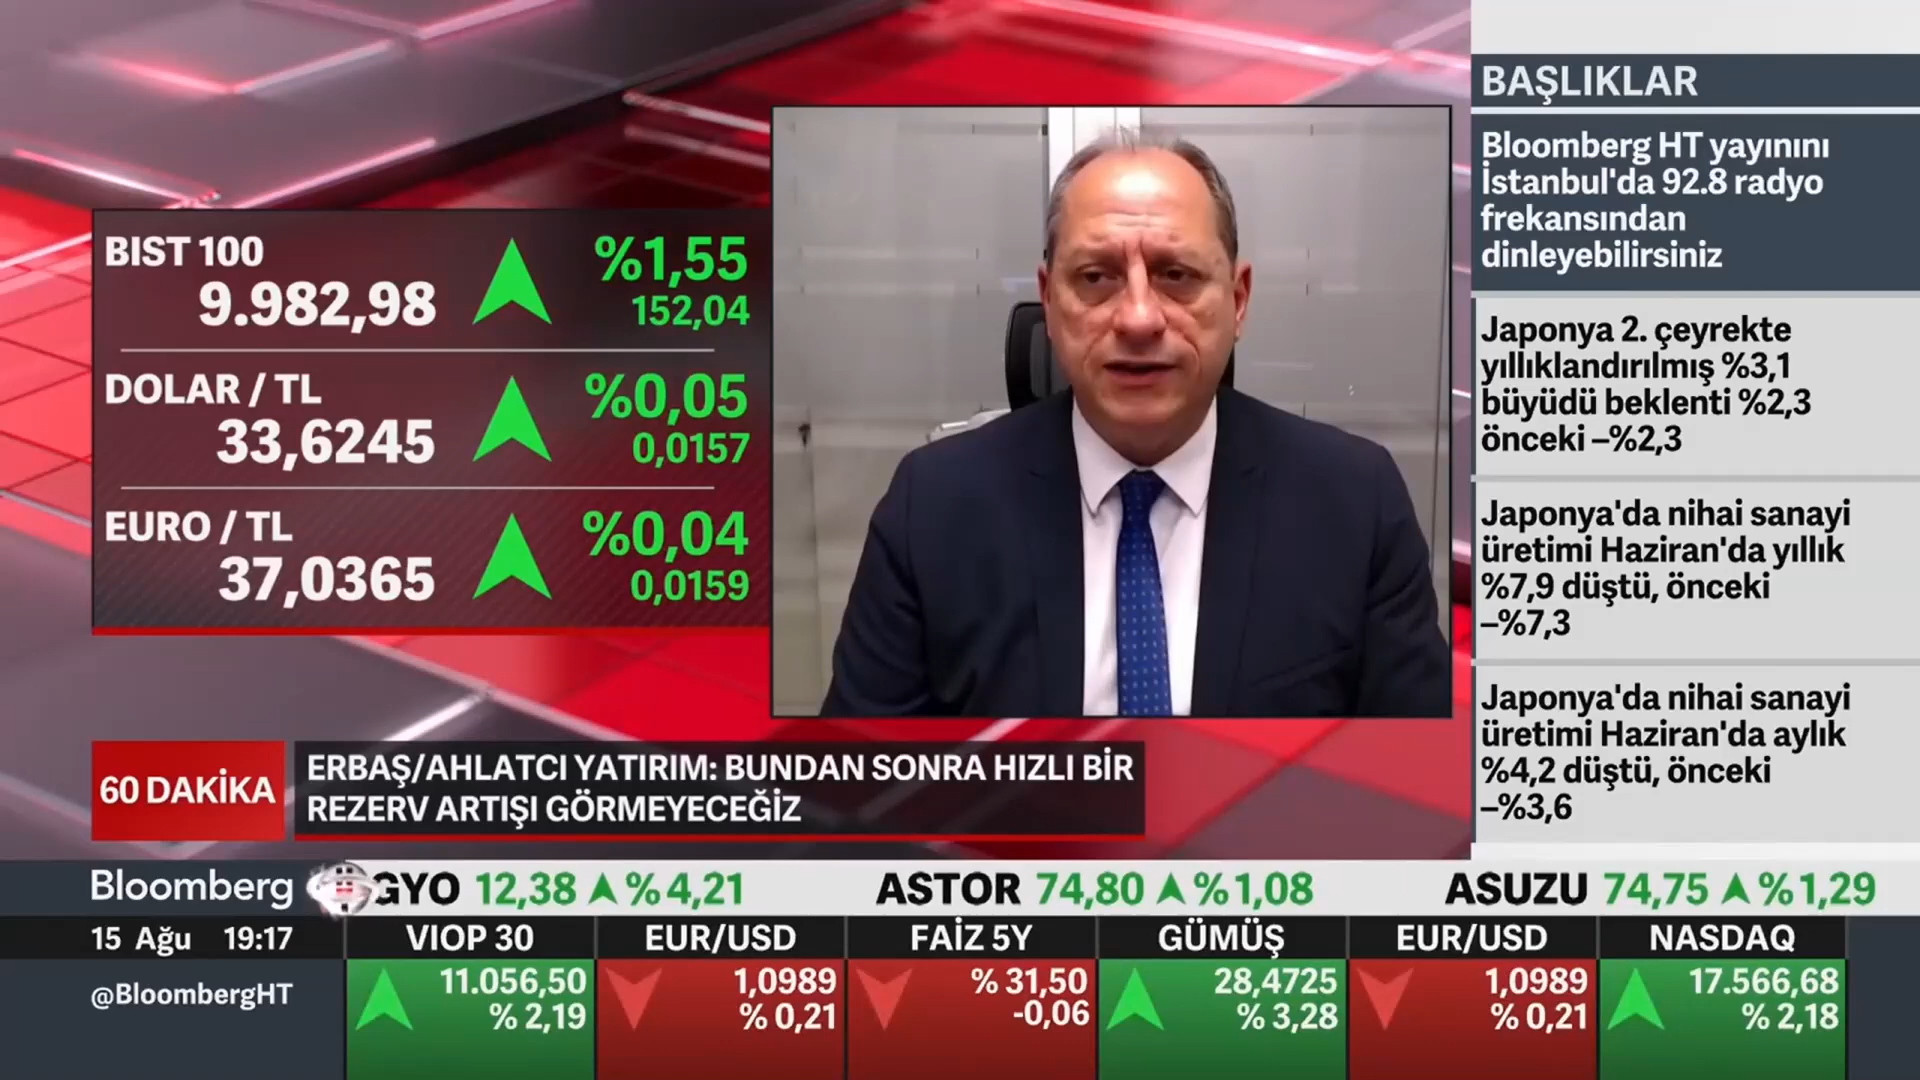 BIST 100
9.982,98
%1,55
152,04
DOLAR / TL
33,6245
%0,05
0,0157
EURO / TL
37,0365
%0,04
0,0159
BAŞLIKLAR
Bloomberg HT yayınını
İstanbul'da 92.8 radyo
frekansından
dinleyebilirsiniz
Japonya 2. çeyrekte
yıllıklandırılmış %3,1
büyüdü beklenti %2,3
önceki –%2,3
Japonya'da nihai sanayi
üretimi Haziran'da yıllık
%7,9 düştü, önceki
–%7,3
Japonya'da nihai sanayi
üretimi Haziran'da aylık
%4,2 düştü, önceki
–%3,6
60 DAKİKA
ERBAŞ/AHLATCI YATIRIM: BUNDAN SONRA HIZLI BİR
REZERV ARTIŞI GÖRMEYECEĞİZ
Bloomberg
GYO 12,38 %4,21 ASTOR 74,80 %1,08 ASUZU 74,75 %1,29
15 Ağu 19:17
@BloombergHT
VIOP 30
11.056,50
% 2,19
EUR/USD
1,0989
% 0,21
FAİZ 5Y
% 31,50
-0,06
GÜMÜŞ
28,4725
% 3,28
EUR/USD
1,0989
% 0,21
NASDAQ
17.566,68
% 2,18